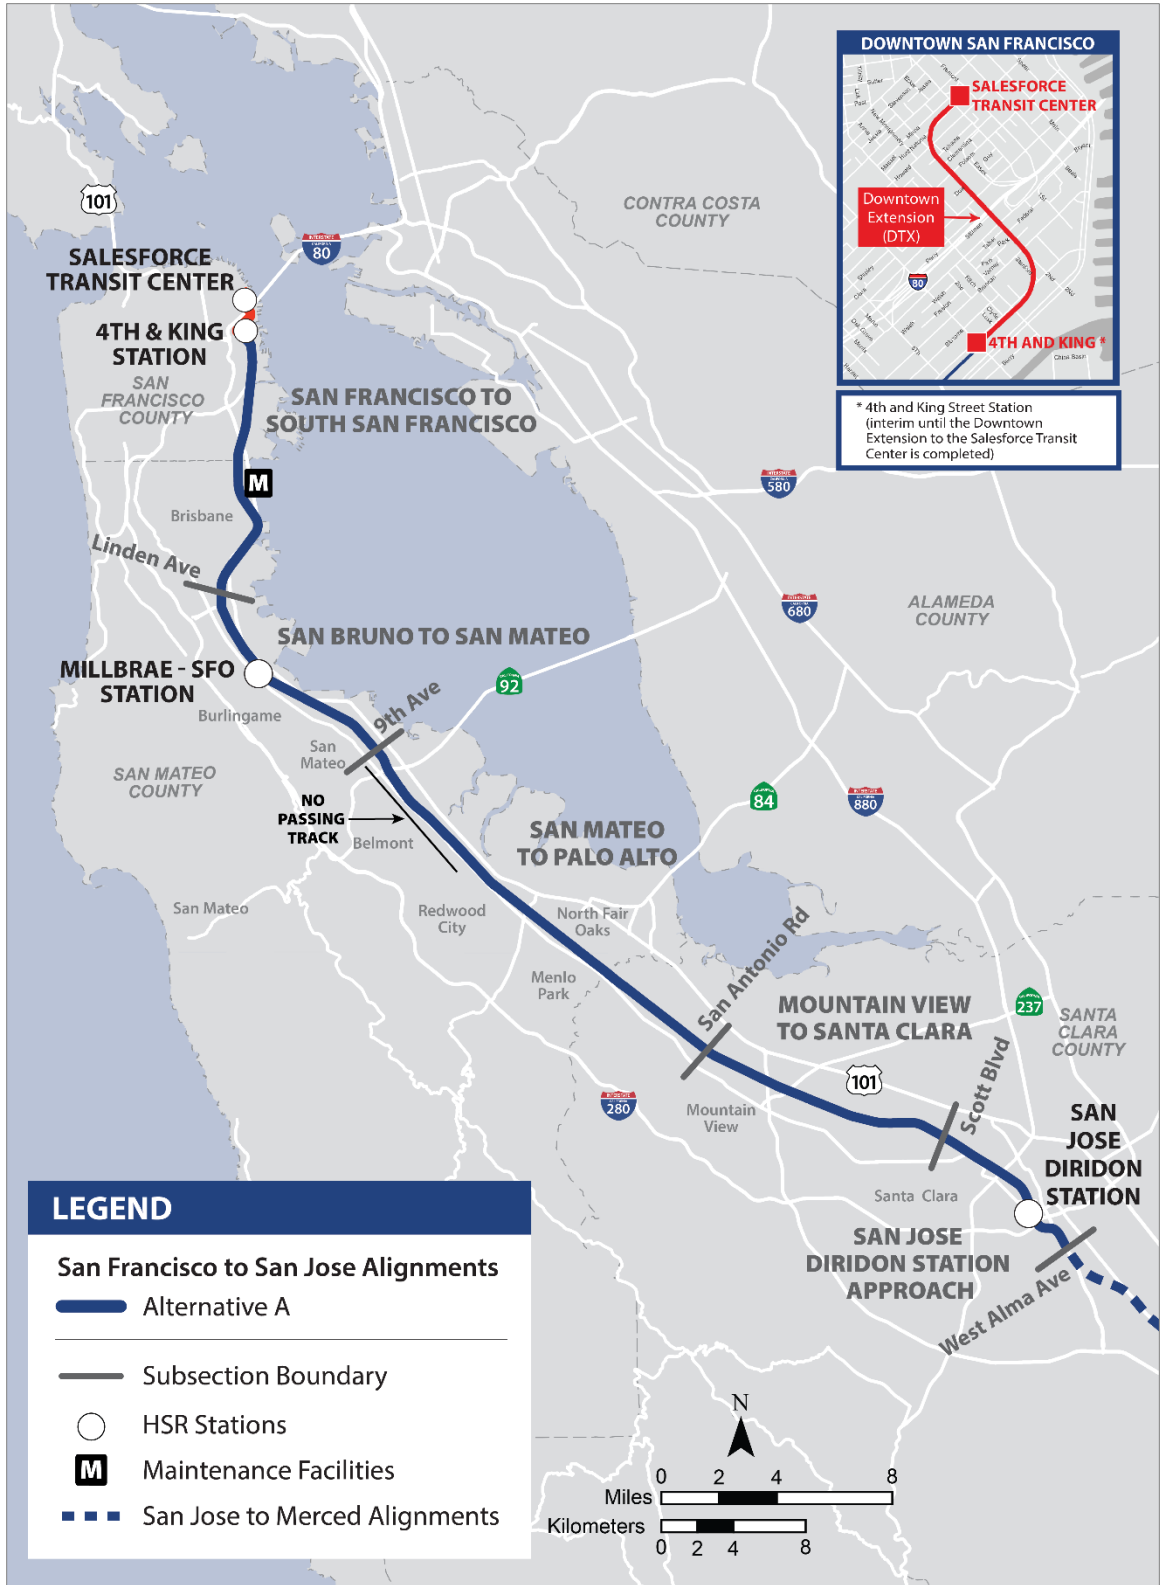 DOWNTOWN SAN FRANCISCO
SALESFORCE
TRANSIT CENTER
Downtown
Extension
(DTX)
80
4TH AND KING *
* 4th and King Street Station
(interim until the Downtown
Extension to the Salesforce Transit
Center is completed)
101
CONTRA COSTA
COUNTY
SALESFORCE
TRANSIT CENTER
INTERSTATE
80
4TH & KING
STATION
SAN
FRANCISCO
COUNTY
SAN FRANCISCO TO
SOUTH SAN FRANCISCO
M
INTERSTATE
580
Brisbane
Linden Ave
INTERSTATE
680
ALAMEDA
COUNTY
SAN BRUNO TO SAN MATEO
MILLBRAE - SFO
STATION
92
9th Ave
Burlingame
San
Mateo
SAN MATEO
COUNTY
NO
PASSING
TRACK
Belmont
84
INTERSTATE
880
SAN MATEO
TO PALO ALTO
San Mateo
Redwood
City
North Fair
Oaks
San Antonio Rd
Menlo
Park
MOUNTAIN VIEW
TO SANTA CLARA
237
SANTA
CLARA
COUNTY
Scott Blvd
101
INTERSTATE
280
Mountain
View
SAN
JOSE
DIRIDON
STATION
Santa Clara
SAN JOSE
DIRIDON STATION
APPROACH
West Alma Ave
LEGEND
San Francisco to San Jose Alignments
Alternative A
Subsection Boundary
HSR Stations
M Maintenance Facilities
San Jose to Merced Alignments
N
0 2 4 8
Miles
Kilometers
0 2 4 8